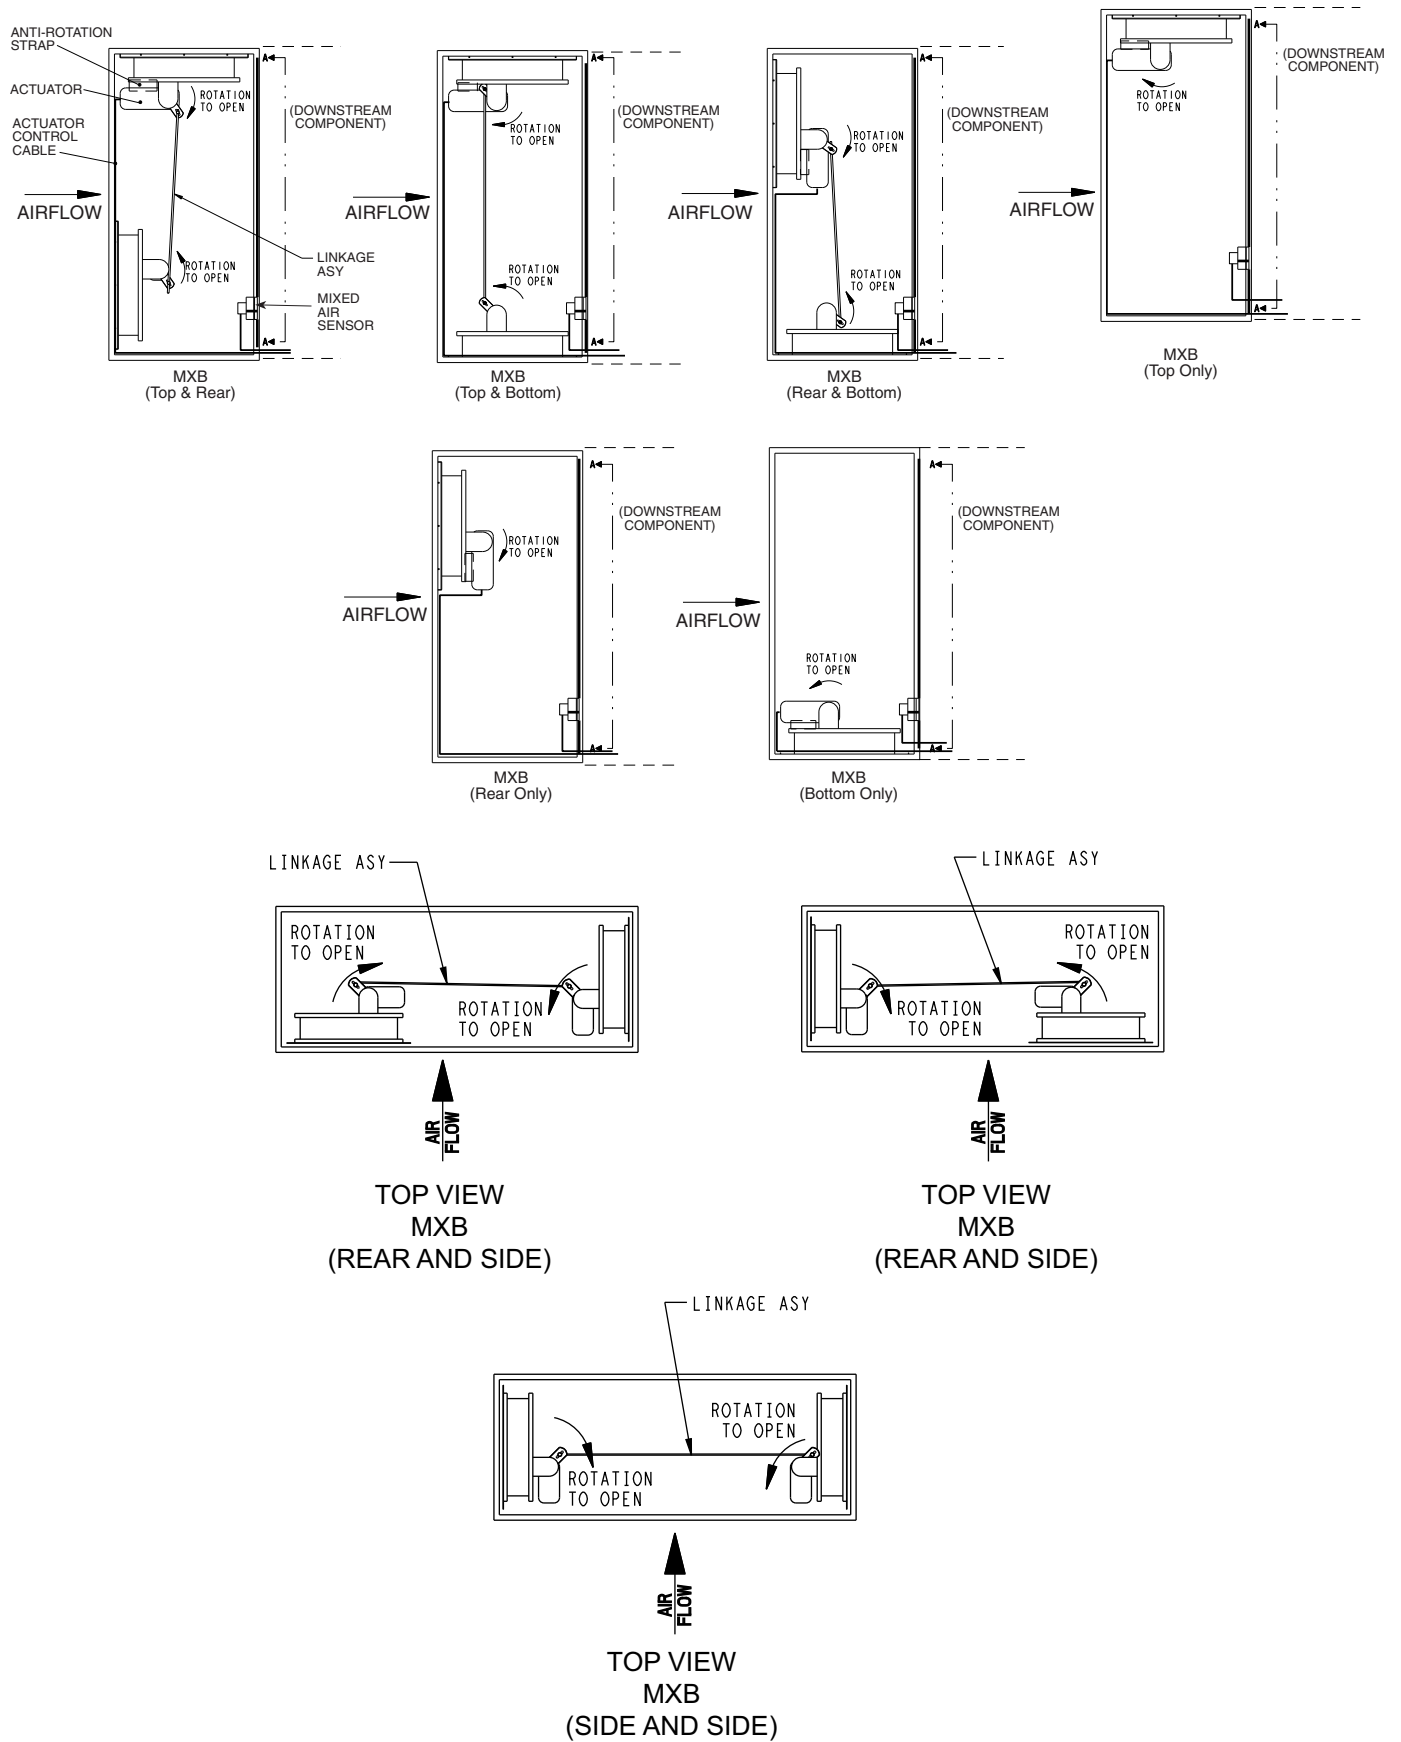 ANTI-ROTATION
STRAP
ACTUATOR
ACTUATOR
CONTROL
CABLE
AIRFLOW
ROTATION
TO OPEN
ROTATION
TO OPEN
LINKAGE
ASY
MIXED
AIR
SENSOR
A
A
(DOWNSTREAM
COMPONENT)
MXB
(Top & Rear)
AIRFLOW
ROTATION
TO OPEN
ROTATION
TO OPEN
A
A
(DOWNSTREAM
COMPONENT)
MXB
(Top & Bottom)
AIRFLOW
ROTATION
TO OPEN
ROTATION
TO OPEN
A
A
(DOWNSTREAM
COMPONENT)
MXB
(Rear & Bottom)
AIRFLOW
ROTATION
TO OPEN
A
A
(DOWNSTREAM
COMPONENT)
MXB
(Top Only)
AIRFLOW
ROTATION
TO OPEN
A
A
(DOWNSTREAM
COMPONENT)
MXB
(Rear Only)
AIRFLOW
ROTATION
TO OPEN
A
A
(DOWNSTREAM
COMPONENT)
MXB
(Bottom Only)
LINKAGE ASY
ROTATION
TO OPEN
ROTATION
TO OPEN
AIR
FLOW
TOP VIEW
MXB
(REAR AND SIDE)
LINKAGE ASY
ROTATION
TO OPEN
ROTATION
TO OPEN
AIR
FLOW
TOP VIEW
MXB
(REAR AND SIDE)
LINKAGE ASY
ROTATION
TO OPEN
ROTATION
TO OPEN
AIR
FLOW
TOP VIEW
MXB
(SIDE AND SIDE)